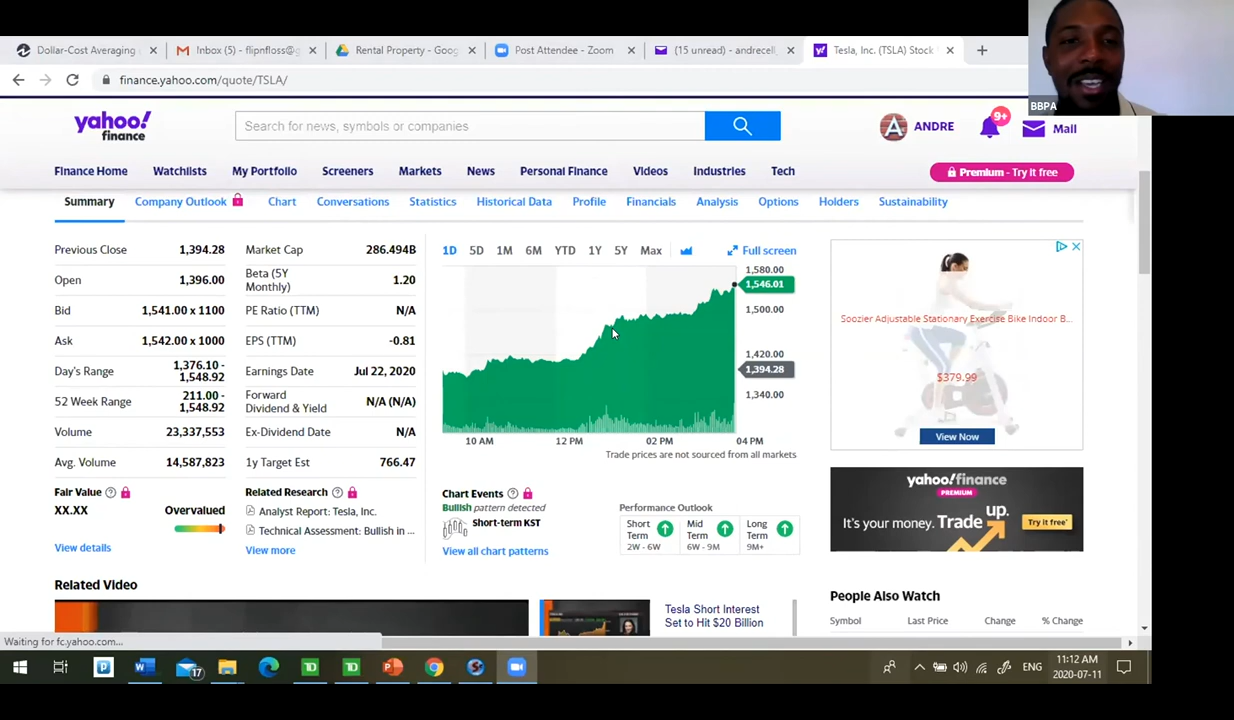 Dollar-Cost Averaging
Inbox (5) - flipnfloss@g
Rental Property - Goog
Post Attendee - Zoom
(15 unread) - andrecell
Tesla, Inc. (TSLA) Stock
finance.yahoo.com/quote/TSLA/
BBPA
yahoo!
finance
Search for news, symbols or companies
ANDRE
9+
Mail
Finance Home
Watchlists
My Portfolio
Screeners
Markets
News
Personal Finance
Videos
Industries
Tech
Premium - Try it free
Summary
Company Outlook
Chart
Conversations
Statistics
Historical Data
Profile
Financials
Analysis
Options
Holders
Sustainability
Previous Close 1,394.28
Open 1,396.00
Bid 1,541.00 x 1100
Ask 1,542.00 x 1000
Day's Range 1,376.10 -
1,548.92
52 Week Range 211.00 -
1,548.92
Volume 23,337,553
Avg. Volume 14,587,823
Market Cap 286.494B
Beta (5Y
Monthly) 1.20
PE Ratio (TTM) N/A
EPS (TTM) -0.81
Earnings Date Jul 22, 2020
Forward
Dividend & Yield N/A (N/A)
Ex-Dividend Date N/A
1y Target Est 766.47
Fair Value
XX.XX Overvalued
View details
Related Research
Analyst Report: Tesla, Inc.
Technical Assessment: Bullish in ...
View more
1D 5D 1M 6M YTD 1Y 5Y Max Full screen
1,580.00
1,546.01
1,500.00
1,420.00
1,394.28
1,340.00
10 AM 12 PM 02 PM 04 PM
Trade prices are not sourced from all markets
Chart Events
Bullish pattern detected
Short-term KST
View all chart patterns
Performance Outlook
Short
Term
2W - 6W
Mid
Term
6W - 9M
Long
Term
9M+
Soozier Adjustable Stationary Exercise Bike Indoor B...
$379.99
View Now
yahoo!finance
PREMIUM
It's your money. Trade up.
Try it free*
Related Video
Tesla Short Interest
Set to Hit $20 Billion
People Also Watch
Symbol Last Price Change % Change
Waiting for fc.yahoo.com...
17
ENG
11:12 AM
2020-07-11